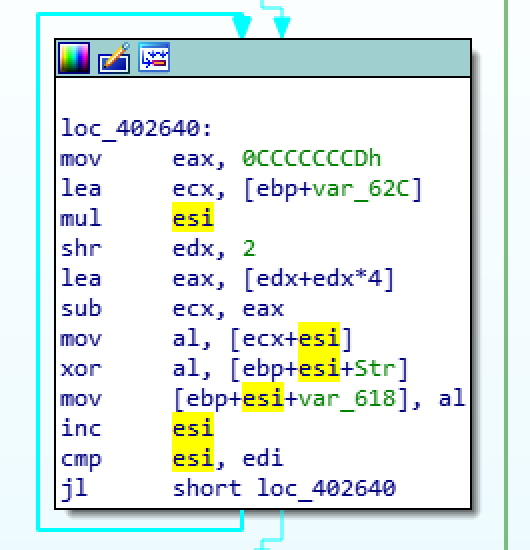 loc_402640:
mov eax, 0CCCCCCCDh
lea ecx, [ebp+var_62C]
mul esi
shr edx, 2
lea eax, [edx+edx*4]
sub ecx, eax
mov al, [ecx+esi]
xor al, [ebp+esi+Str]
mov [ebp+esi+var_618], al
inc esi
cmp esi, edi
jl short loc_402640